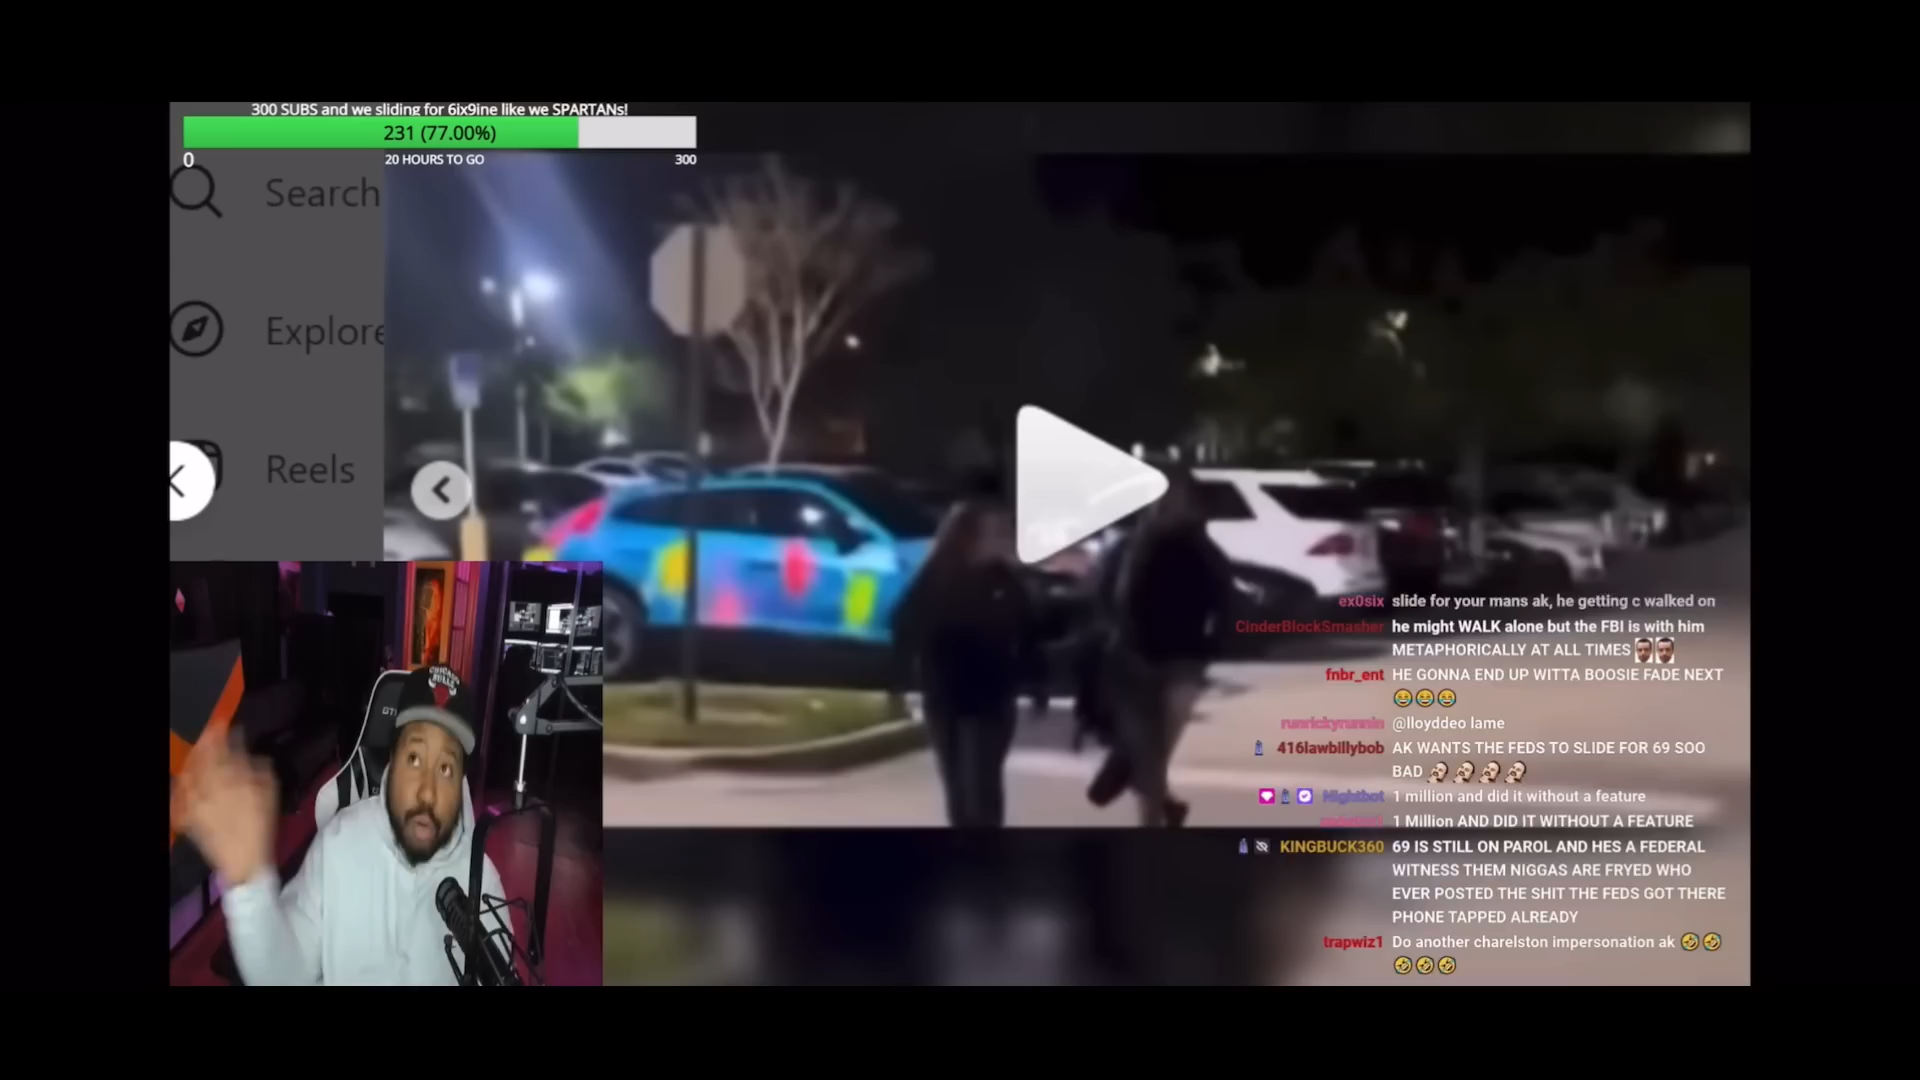 300 SUBS and we sliding for 6ix9ine like we SPARTANs!
231 (77.00%)
0
20 HOURS TO GO
300
Search
Explore
Reels
CHICAGO
BULLS
GT
ex0six slide for your mans ak, he getting c walked on
CinderBlockSmasher he might WALK alone but the FBI is with him
METAPHORICALLY AT ALL TIMES
fnbr_ent HE GONNA END UP WITTA BOOSIE FADE NEXT
😂😂😂
runrickyrunnin @lloyddeo lame
416lawbillybob AK WANTS THE FEDS TO SLIDE FOR 69 SOO
BAD
Nightbot 1 million and did it without a feature
1 Million AND DID IT WITHOUT A FEATURE
KINGBUCK360 69 IS STILL ON PAROL AND HES A FEDERAL
WITNESS THEM NIGGAS ARE FRYED WHO
EVER POSTED THE SHIT THE FEDS GOT THERE
PHONE TAPPED ALREADY
trapwiz1 Do another charelston impersonation ak 🤣🤣
🤣🤣🤣